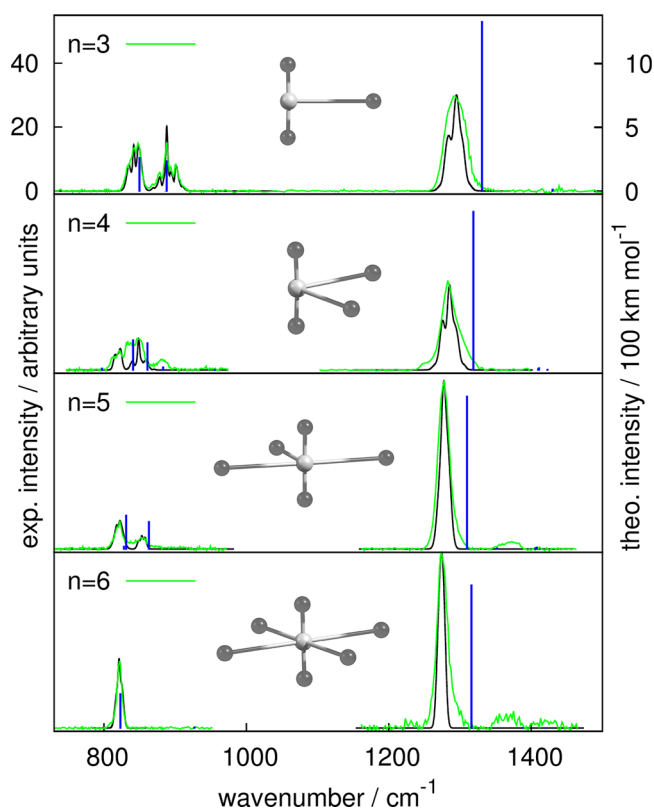 n=3
40
20
0
10
5
0
n=4
n=5
n=6
exp. intensity / arbitrary units
theo. intensity / 100 km mol⁻¹
800 1000 1200 1400
wavenumber / cm⁻¹